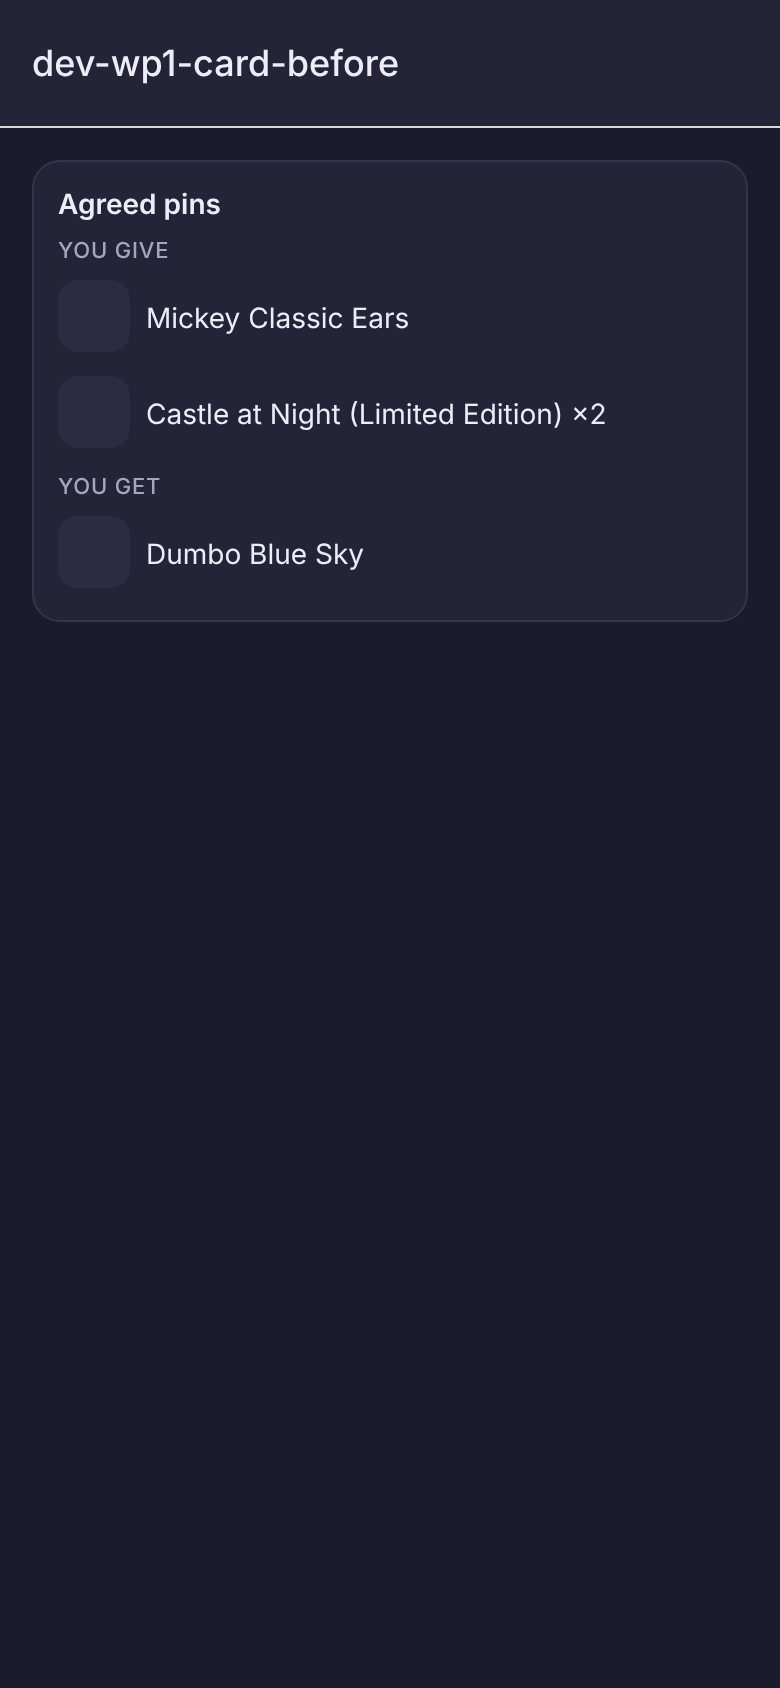 dev-wp1-card-before
Agreed pins
YOU GIVE
Mickey Classic Ears
Castle at Night (Limited Edition) ×2
YOU GET
Dumbo Blue Sky